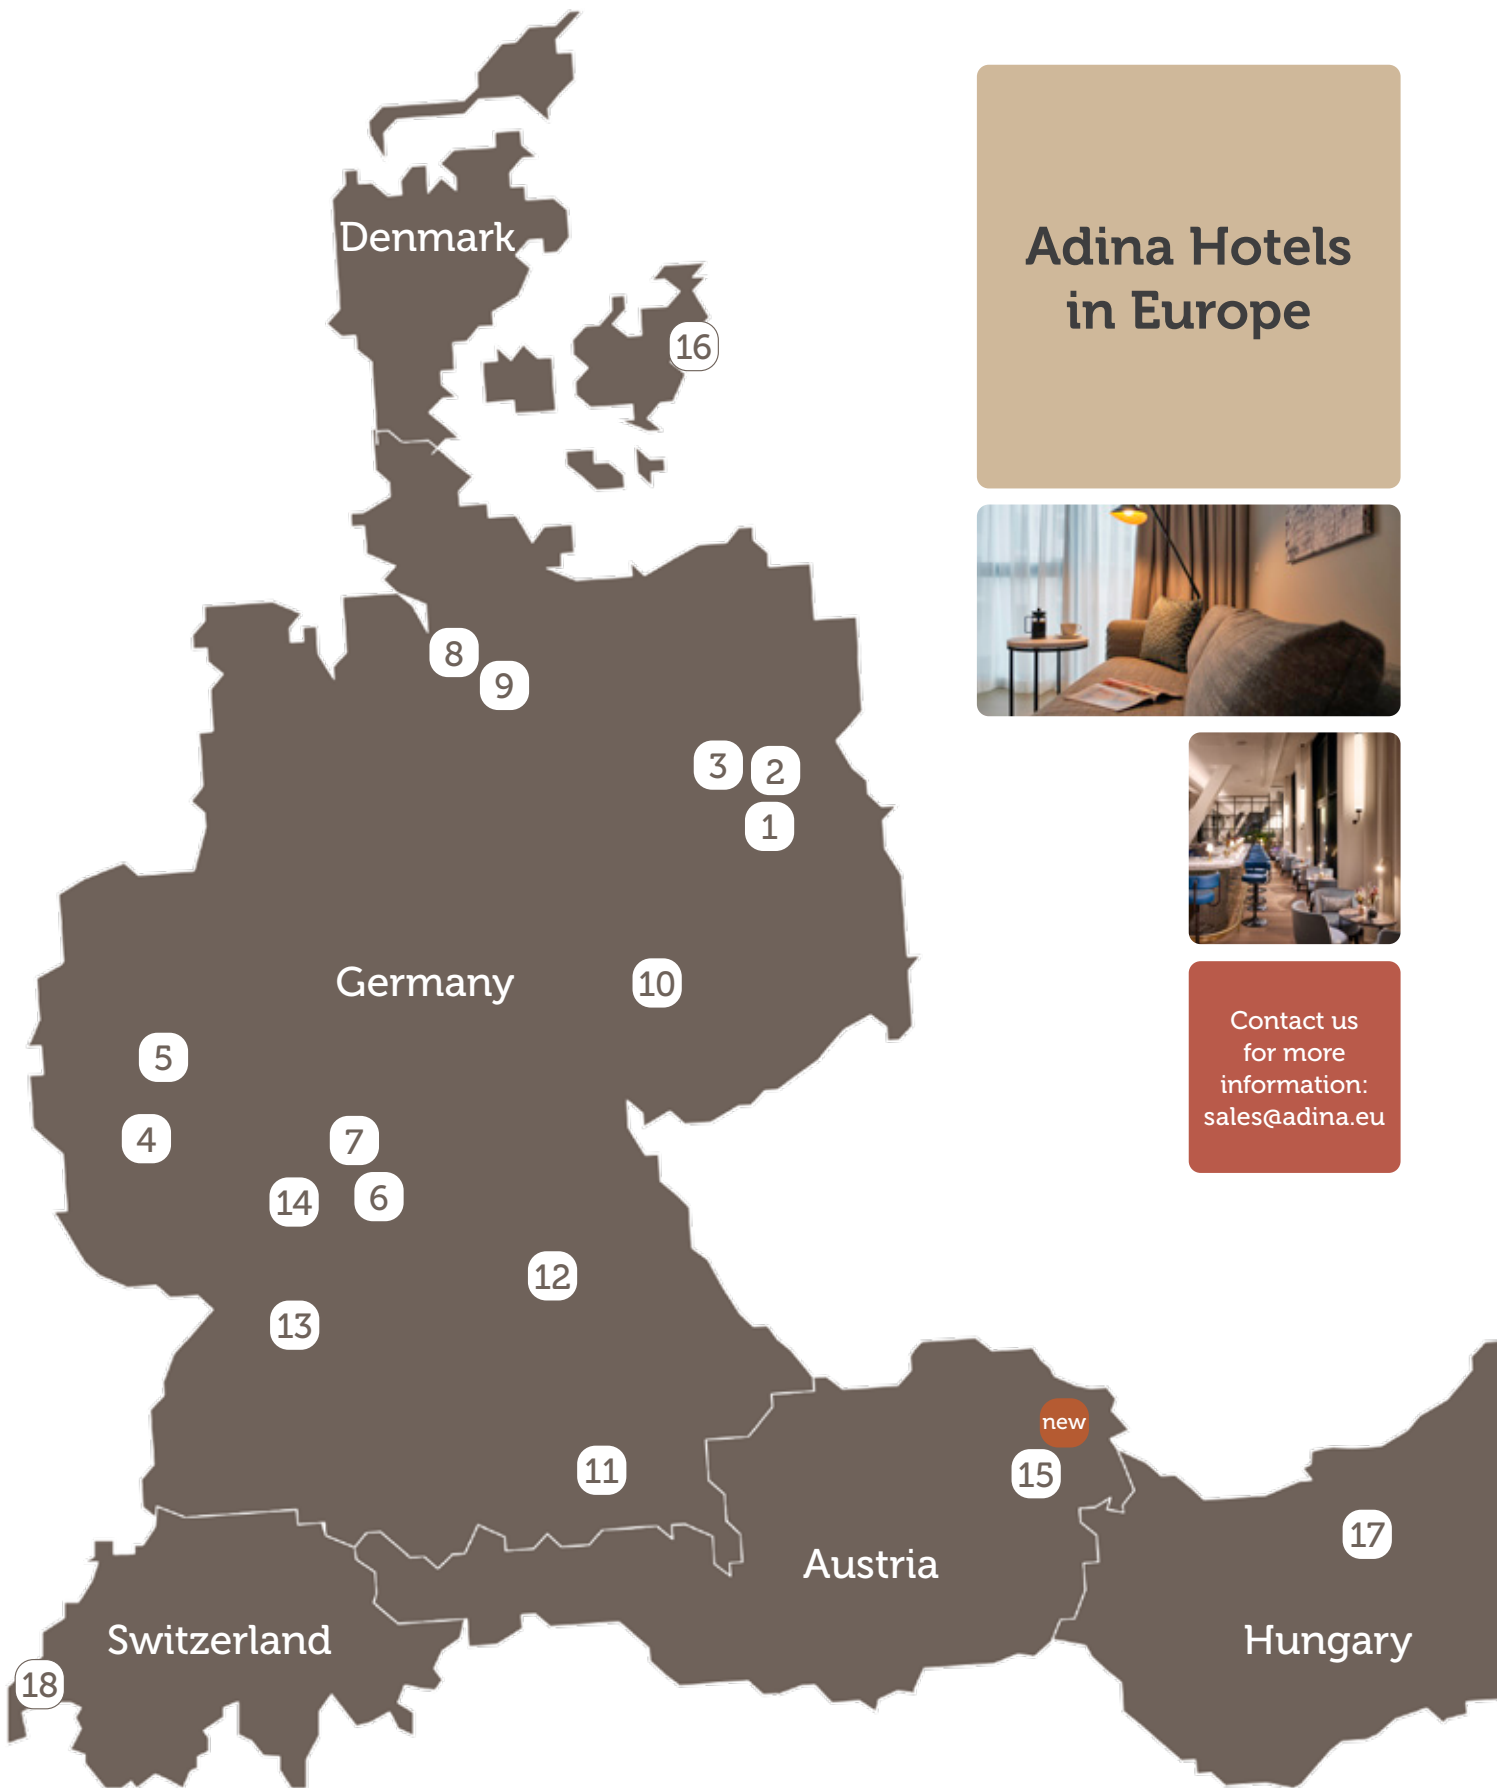 Denmark
Adina Hotels
in Europe
16
8
9
3
2
1
Germany
10
5
4
7
6
14
12
13
Contact us
for more
information:
sales@adina.eu
new
15
11
17
Austria
Switzerland
Hungary
18